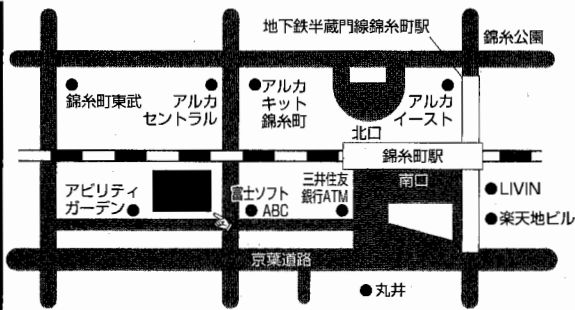 地下鉄半蔵門線錦糸町駅
錦糸公園
錦糸町東武
アルカ
セントラル
アルカ
キット
錦糸町
アルカ
イースト
北口
錦糸町駅
南口
アビリティ
ガーデン
富士ソフト
ABC
三井住友
銀行ATM
LIVIN
楽天地ビル
京葉道路
丸井